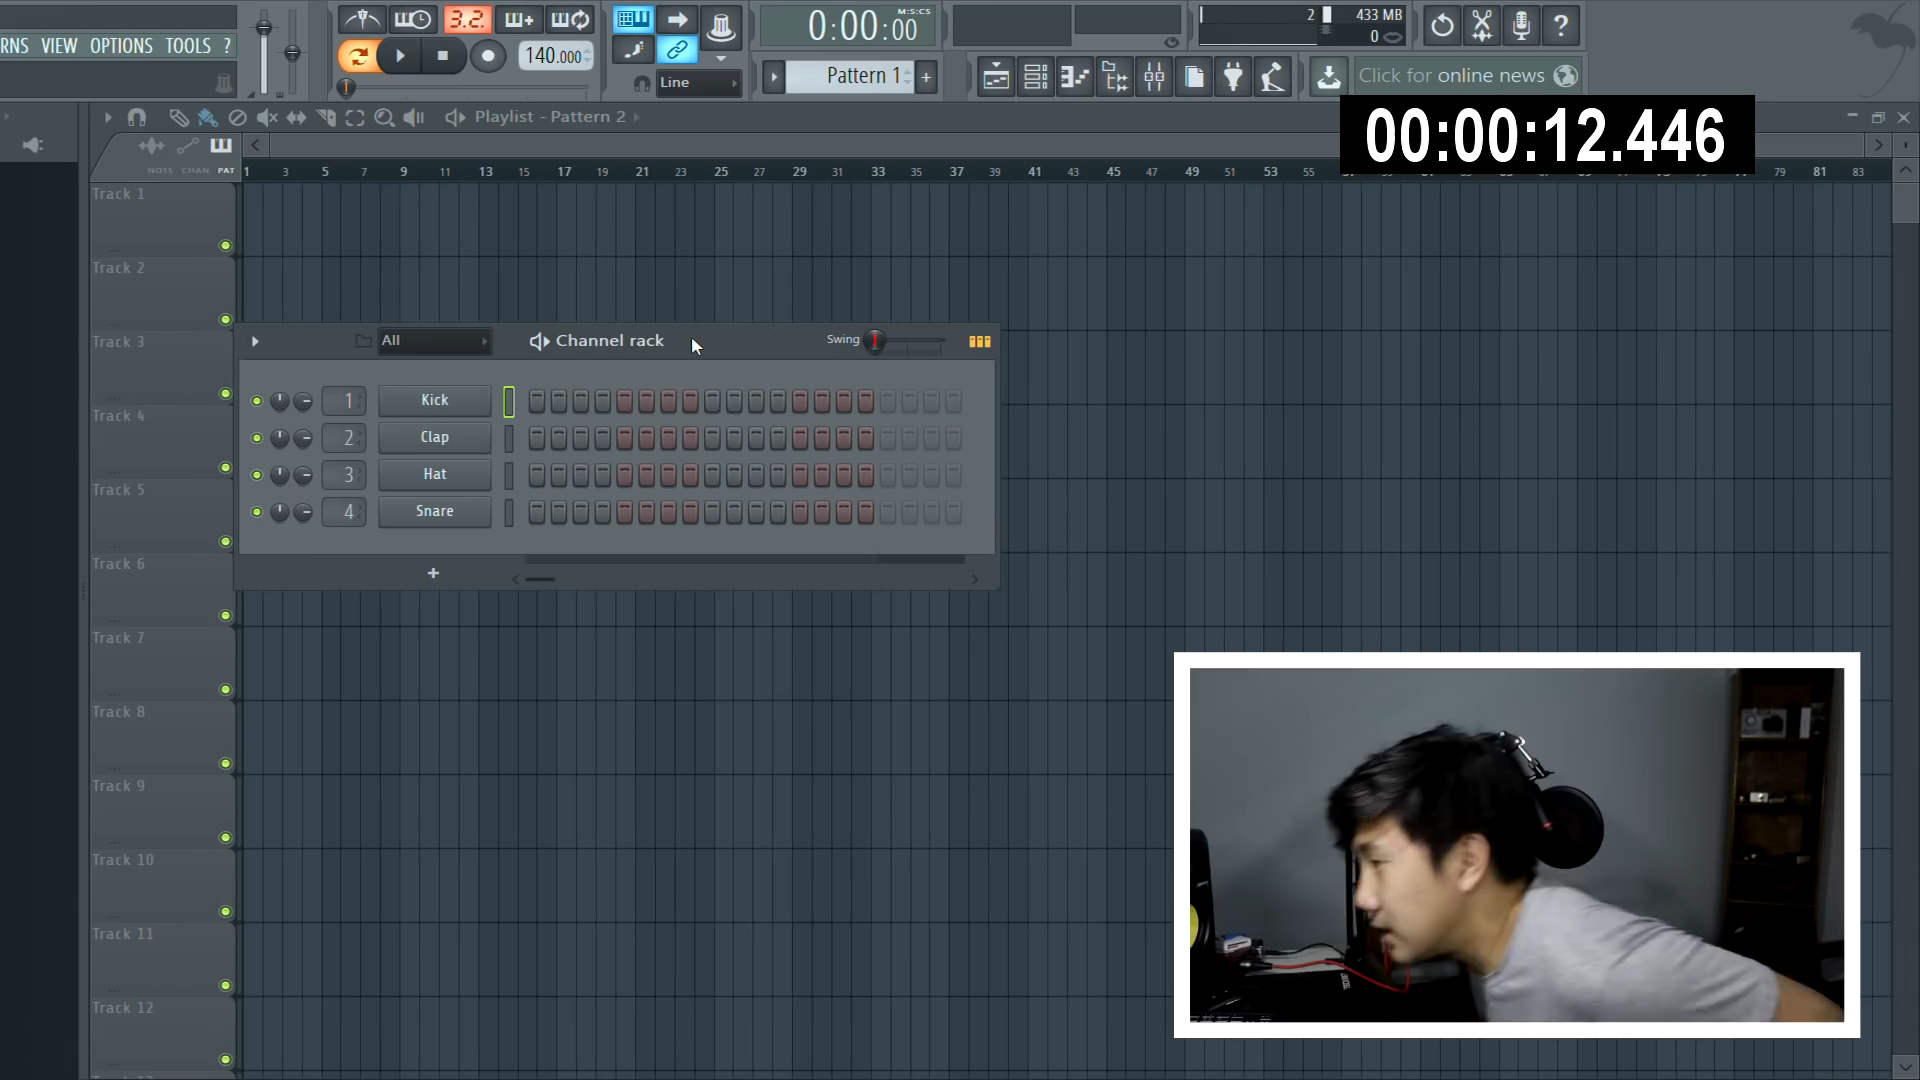 3.2.
0:00:00
M:S:CS
2
433 MB
0
RNS VIEW OPTIONS TOOLS ?
140.000
Line
Pattern 1
+
Click for online news
00:00:12.446
Playlist - Pattern 2
NOTE CHAN PAT
1 3 5 7 9 11 13 15 17 19 21 23 25 27 29 31 33 35 37 39 41 43 45 47 49 51 53 55 79 81 83
Track 1
Track 2
Track 3
Track 4
Track 5
Track 6
Track 7
Track 8
Track 9
Track 10
Track 11
Track 12
All
Channel rack
Swing
1 Kick
2 Clap
3 Hat
4 Snare
+